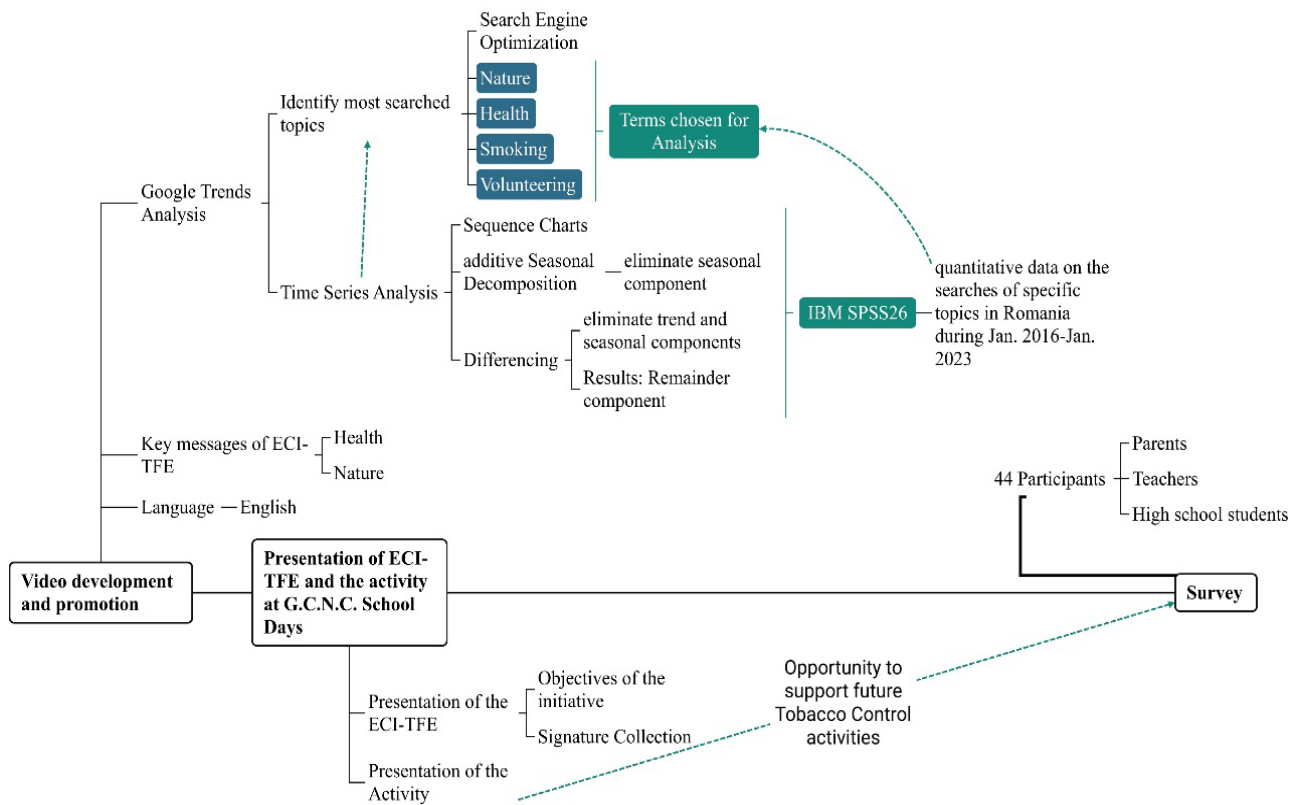 Search Engine
Optimization
Nature
Health
Smoking
Volunteering
Identify most searched
topics
Terms chosen for
Analysis
Google Trends
Analysis
Time Series Analysis
Sequence Charts
additive Seasonal
Decomposition
eliminate seasonal
component
Differencing
eliminate trend and
seasonal components
Results: Remainder
component
IBM SPSS26
quantitative data on the
searches of specific
topics in Romania
during Jan. 2016-Jan.
2023
Key messages of ECI-
TFE
Health
Nature
Language
English
44 Participants
Parents
Teachers
High school students
Video development
and promotion
Presentation of ECI-
TFE and the activity
at G.C.N.C. School
Days
Survey
Presentation of the
ECI-TFE
Objectives of the
initiative
Signature Collection
Presentation of the
Activity
Opportunity to
support future
Tobacco Control
activities